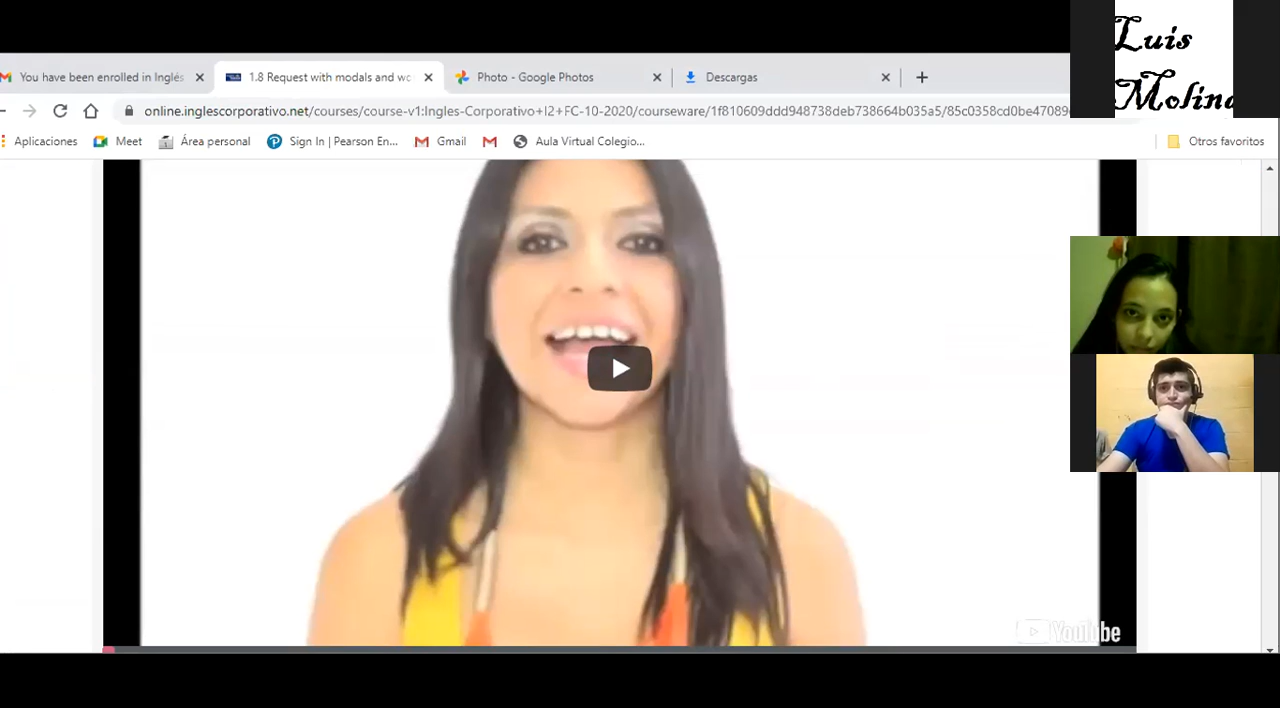 Luis
Molina
You have been enrolled in Inglés
1.8 Request with modals and wo
Photo - Google Photos
Descargas
online.inglescorporativo.net/courses/course-v1:Ingles-Corporativo+I2+FC-10-2020/courseware/1f810609ddd948738deb738664b035a5/85c0358cd0be47089
Aplicaciones
Meet
Área personal
Sign In | Pearson En...
Gmail
Aula Virtual Colegio...
Otros favoritos
YouTube